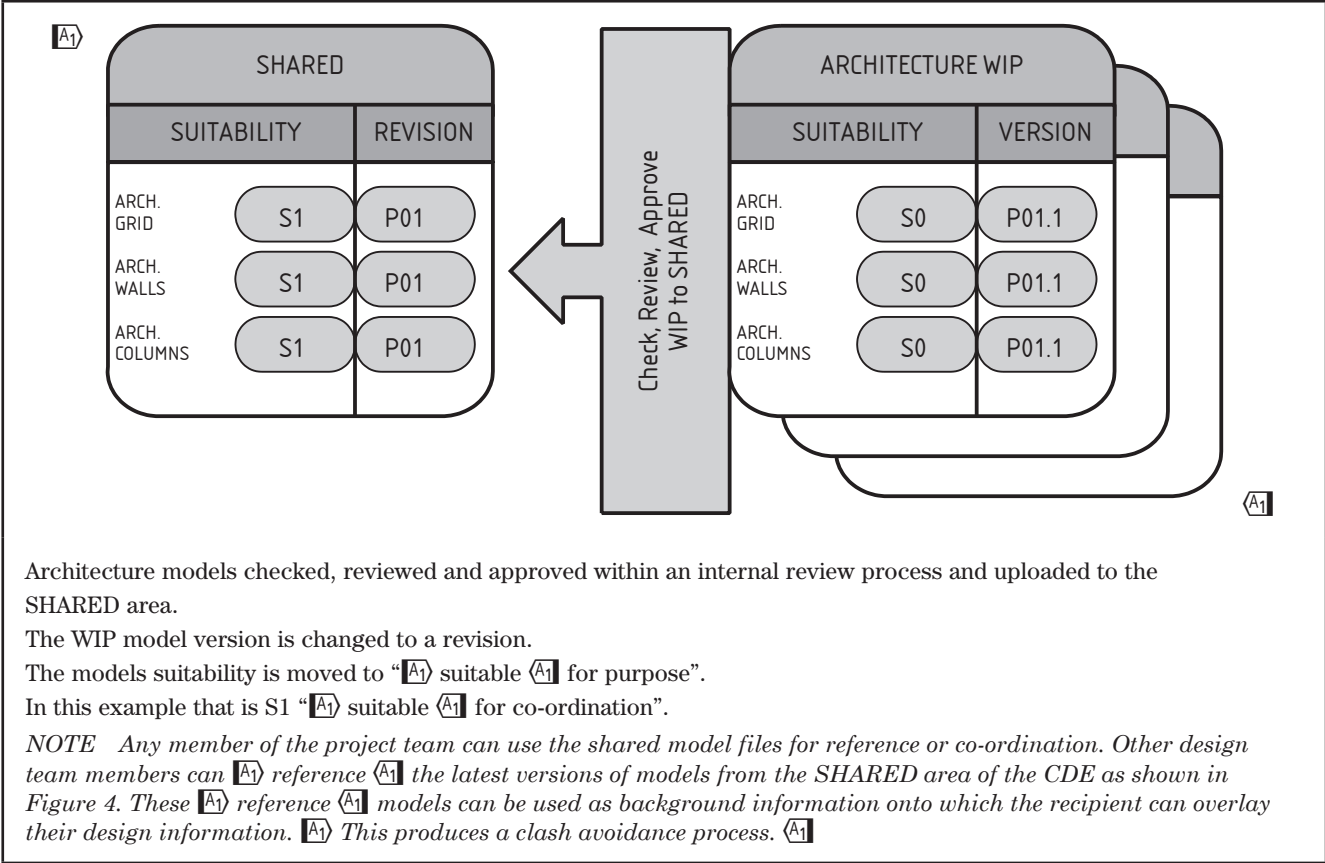 A1
SHARED
SUITABILITY REVISION
ARCH.
GRID
S1 P01
ARCH.
WALLS
S1 P01
ARCH.
COLUMNS
S1 P01
Check, Review, Approve
WIP to SHARED
ARCHITECTURE WIP
SUITABILITY VERSION
ARCH.
GRID
S0 P01.1
ARCH.
WALLS
S0 P01.1
ARCH.
COLUMNS
S0 P01.1
A1
Architecture models checked, reviewed and approved within an internal review process and uploaded to the
SHARED area.
The WIP model version is changed to a revision.
The models suitability is moved to “A1 suitable A1 for purpose”.
In this example that is S1 “A1 suitable A1 for co-ordination”.
NOTE Any member of the project team can use the shared model files for reference or co-ordination. Other design
team members can A1 reference A1 the latest versions of models from the SHARED area of the CDE as shown in
Figure 4. These A1 reference A1 models can be used as background information onto which the recipient can overlay
their design information. A1 This produces a clash avoidance process. A1